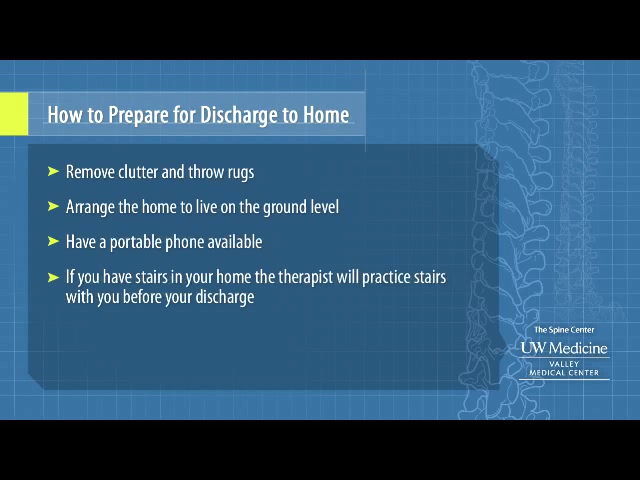 How to Prepare for Discharge to Home
➤ Remove clutter and throw rugs
➤ Arrange the home to live on the ground level
➤ Have a portable phone available
➤ If you have stairs in your home the therapist will practice stairs
with you before your discharge
The Spine Center
UW Medicine
VALLEY
MEDICAL CENTER